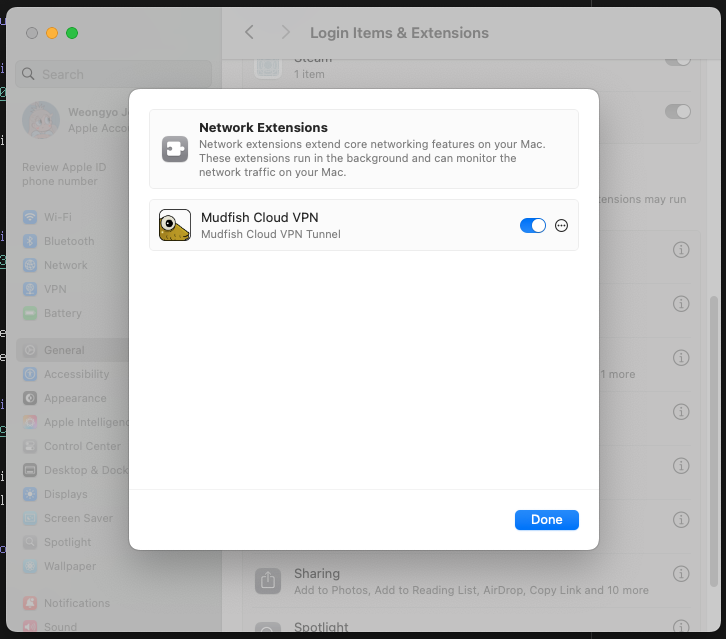 Login Items & Extensions
Search
Steam
1 item
Weongyo
Apple
Review Apple ID
phone number
Wi-Fi
Bluetooth
Network
VPN
Battery
General
Accessibility
Appearance
Apple
Control Center
Desktop & Dock
Displays
Screen Saver
Spotlight
Wallpaper
Notifications
Sound
Network Extensions
Network extensions extend core networking features on your Mac.
These extensions run in the background and can monitor the
network traffic on your Mac.
Mudfish Cloud VPN
Mudfish Cloud VPN Tunnel
Done
may run
1 more
Sharing
Add to Photos, Add to Reading List, AirDrop, Copy Link and 10 more
Spotlight